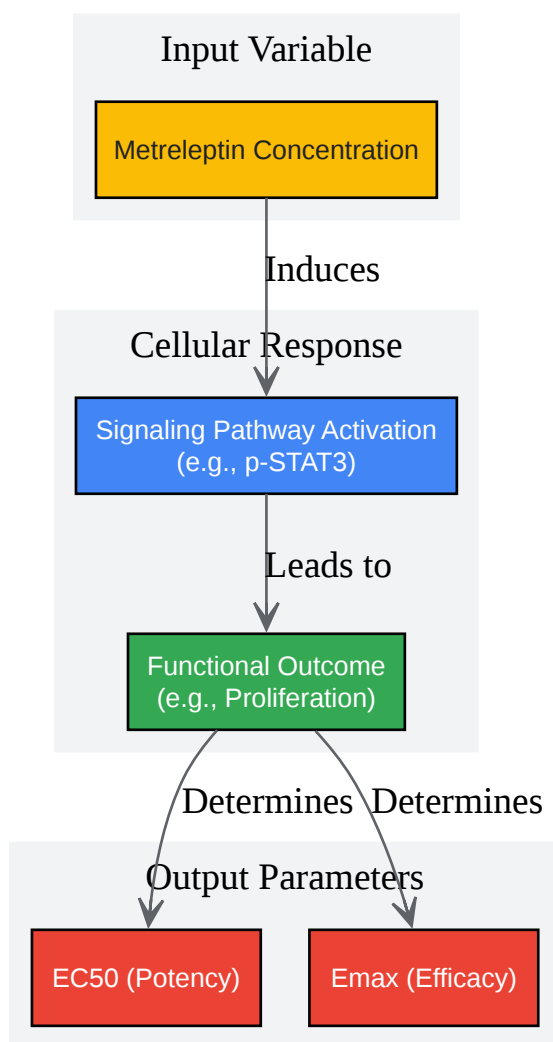 Input Variable
Metreleptin Concentration
Induces
Cellular Response
Signaling Pathway Activation
(e.g., p-STAT3)
Leads to
Functional Outcome
(e.g., Proliferation)
Determines
Determines
Output Parameters
EC50 (Potency)
Emax (Efficacy)